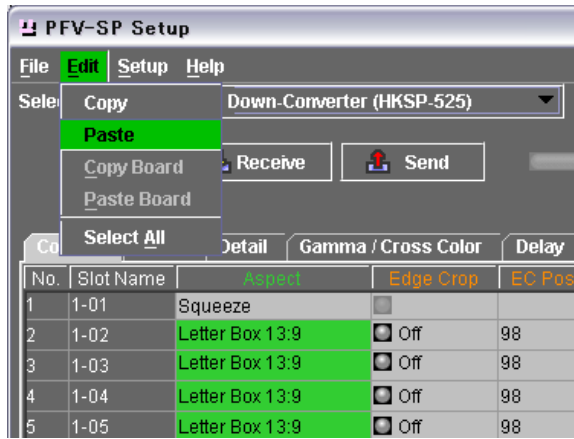 PFV-SP Setup
File Edit Setup Help
Copy Down-Converter (HKSP-525)
Paste
Copy Board Receive Send
Paste Board
Select All Detail Gamma / Cross Color Delay
No. Slot Name Aspect Edge Crop EC Pos
1 1-01 Squeeze
2 1-02 Letter Box 13:9 Off 98
3 1-03 Letter Box 13:9 Off 98
4 1-04 Letter Box 13:9 Off 98
5 1-05 Letter Box 13:9 Off 98